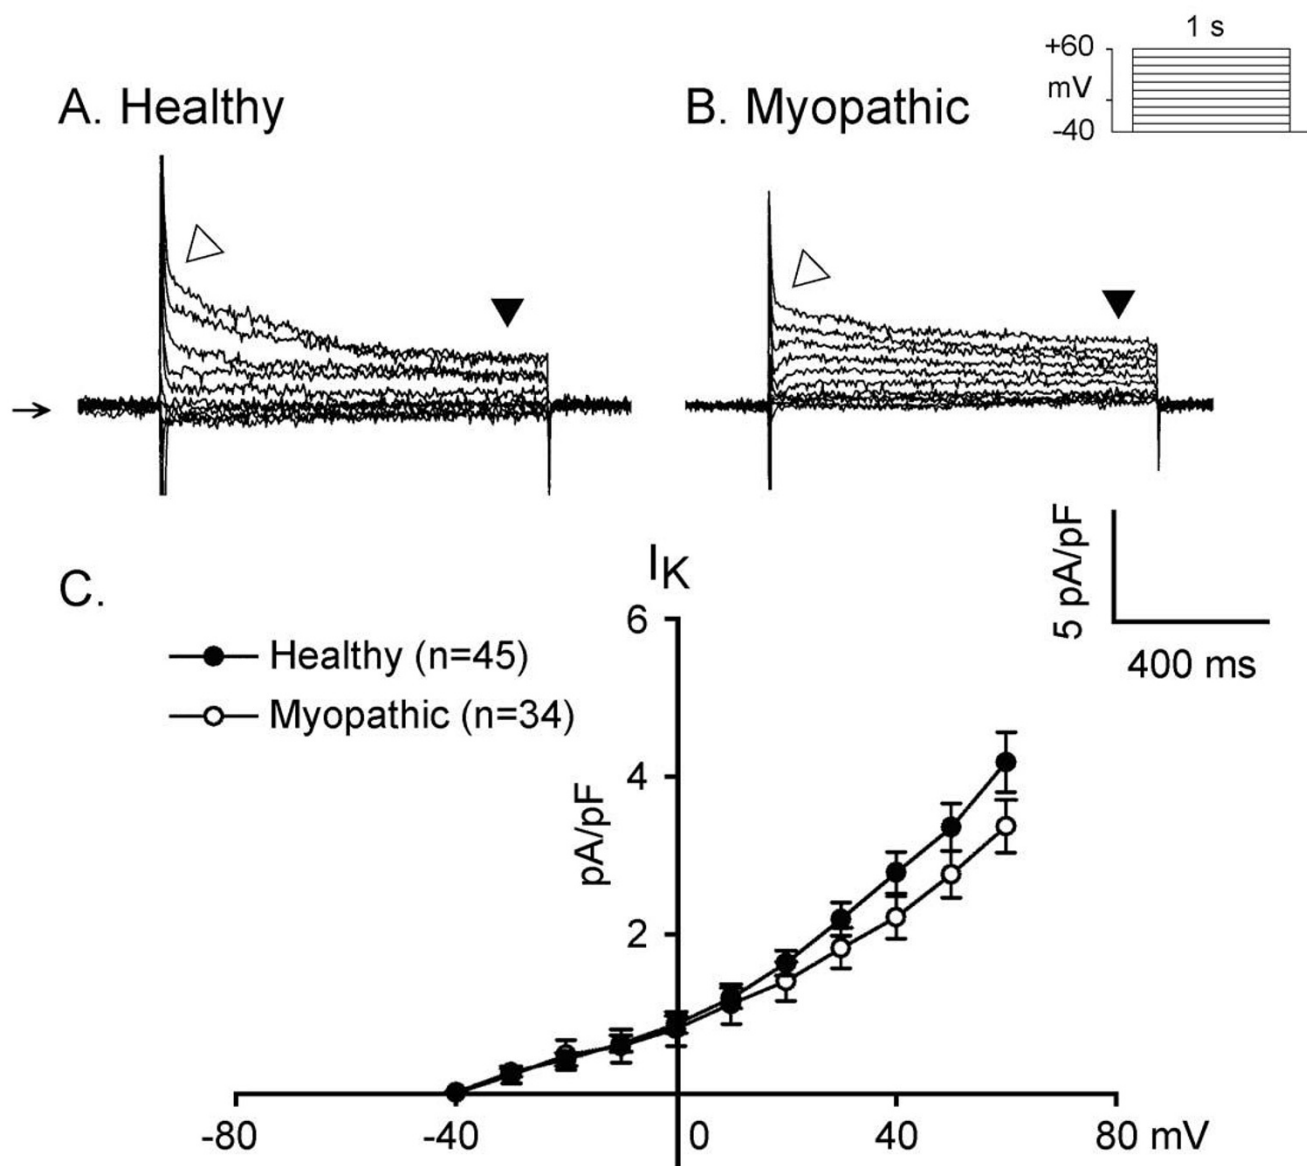 1 s
+60
mV
-40
A. Healthy
B. Myopathic
5 pA/pF
400 ms
C.
IK
Healthy (n=45)
Myopathic (n=34)
pA/pF
6
4
2
-80
-40
0
40
80 mV